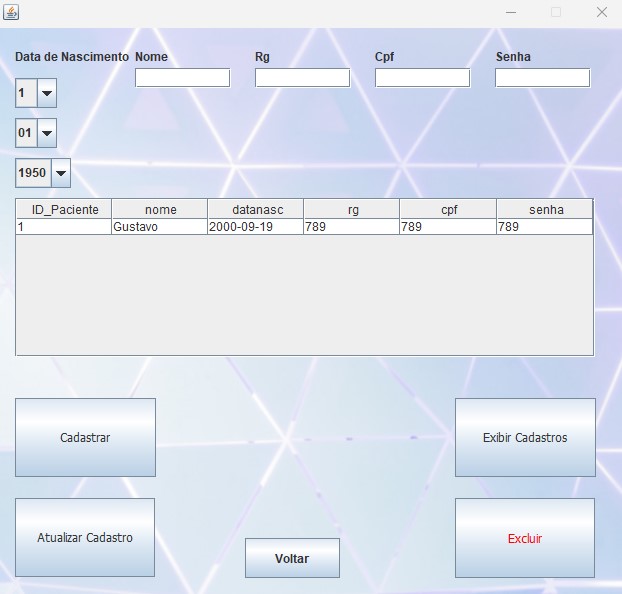 Data de Nascimento Nome Rg Cpf Senha
1
01
1950
ID_Paciente nome datanasc rg cpf senha
1 Gustavo 2000-09-19 789 789 789
Cadastrar Exibir Cadastros
Atualizar Cadastro Voltar Excluir